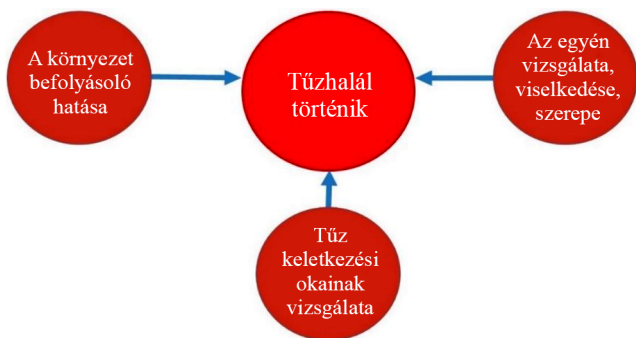 A környezet
befolyásoló
hatása
Tűzhalál
történik
Az egyén
vizsgálata,
viselkedése,
szerepe
Tűz
keletkezési
okainak
vizsgálata